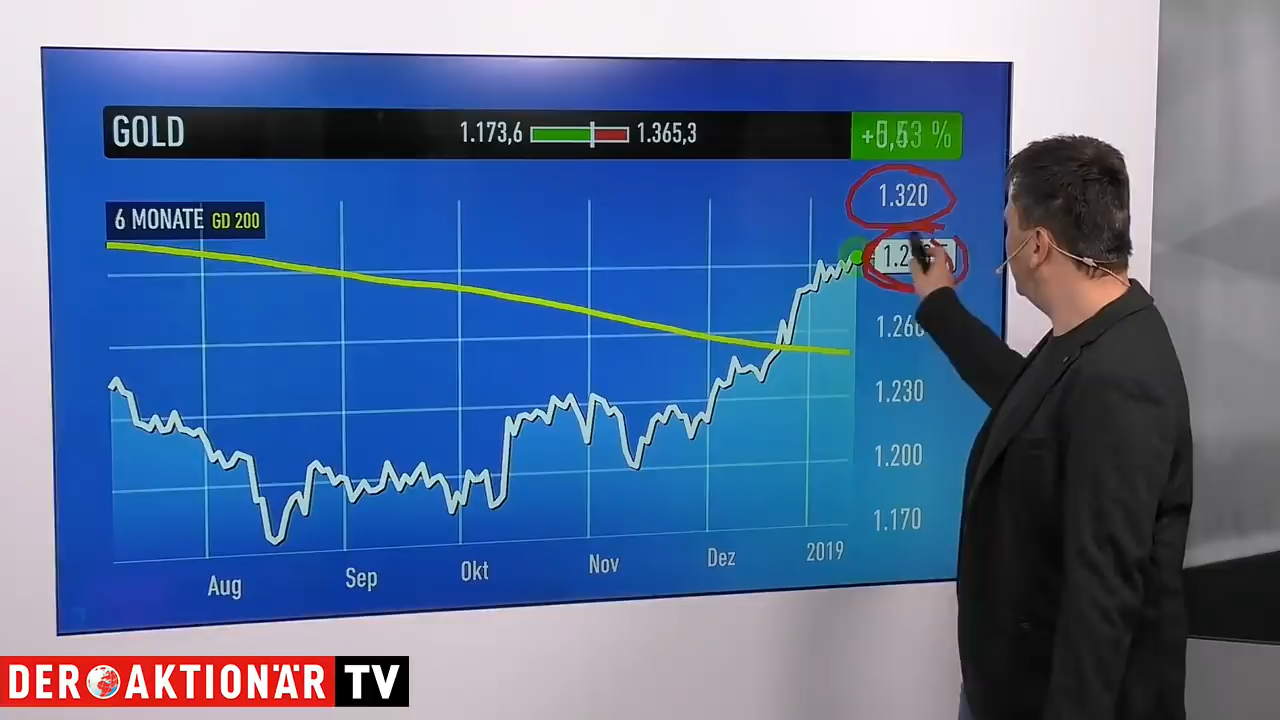 GOLD
1.173,6 1.365,3
%
1.320
6 MONATE GD 200
1.230
1.200
1.170
Aug Sep Okt Nov Dez 2019
DER AKTIONÄR TV